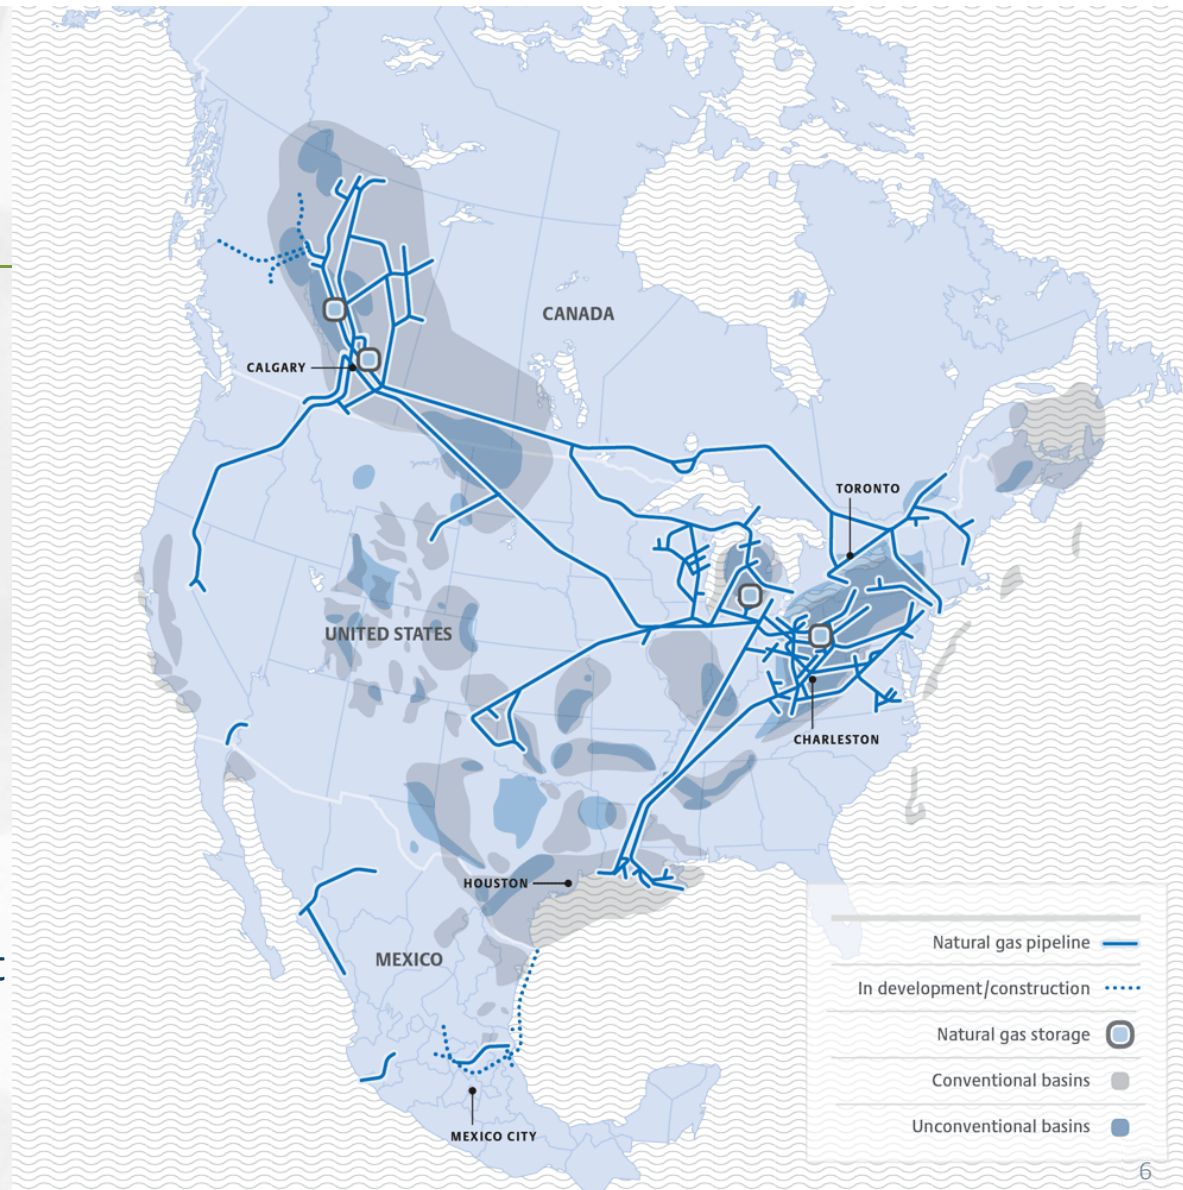 CANADA
CALGARY
TORONTO
UNITED STATES
CHARLESTON
HOUSTON
MEXICO
MEXICO CITY
Natural gas pipeline
In development/construction
Natural gas storage
Conventional basins
Unconventional basins
6